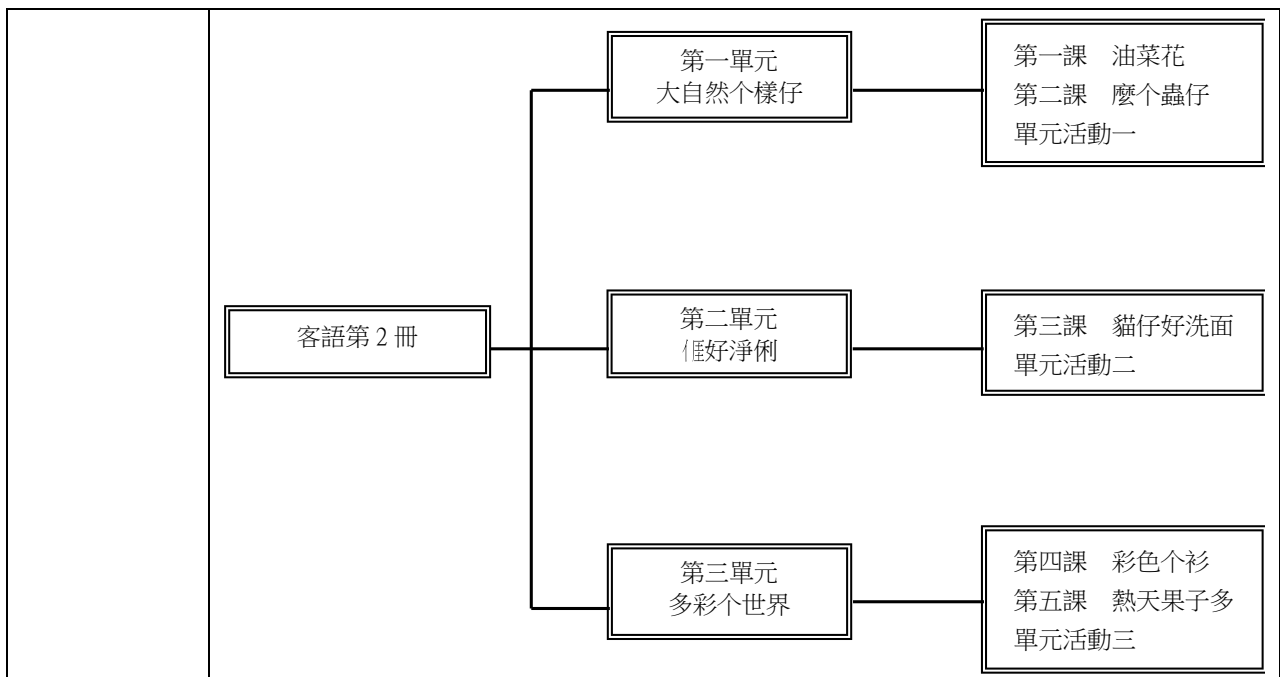 客語第 2 冊
第一單元
大自然个樣仔
第一課　油菜花
第二課　麼个蟲仔
單元活動一
第二單元
𠊎好淨俐
第三課　貓仔好洗面
單元活動二
第三單元
多彩个世界
第四課　彩色个衫
第五課　熱天果子多
單元活動三